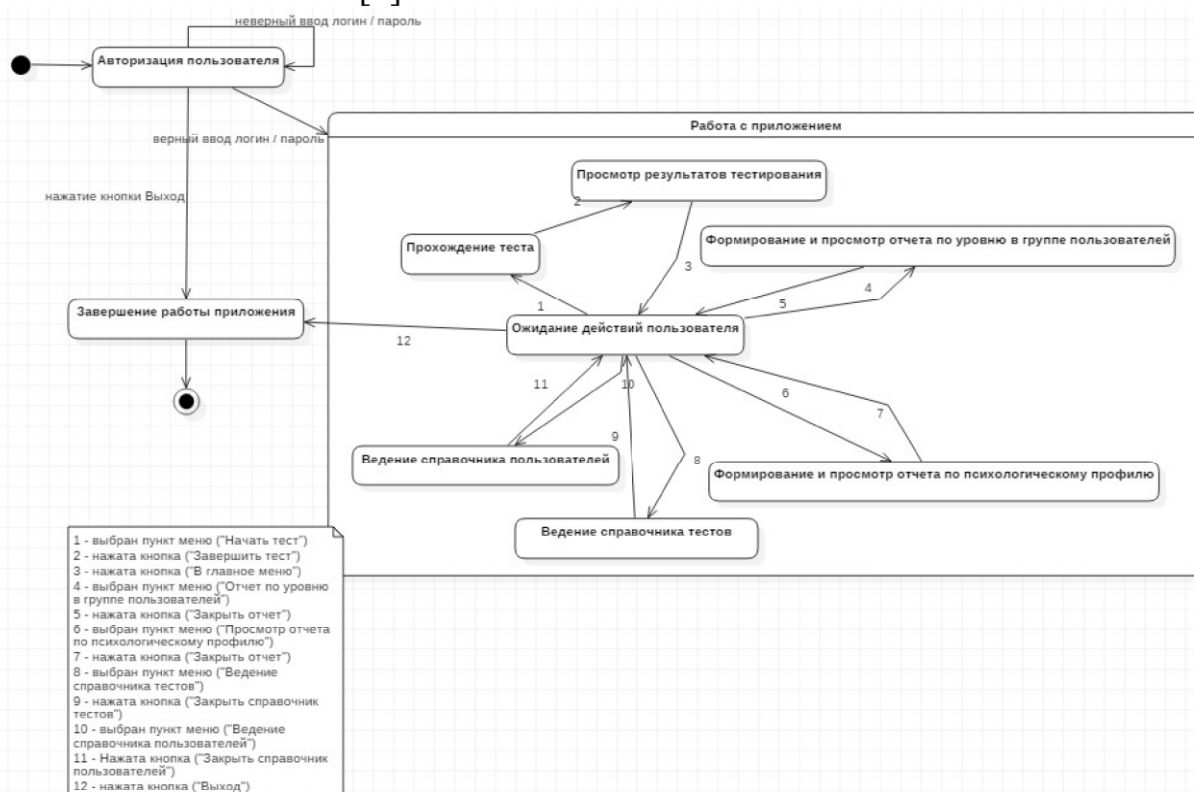 неверный ввод логин / пароль
Авторизация пользователя
Работа с приложением
верный ввод логин / пароль
Просмотр результатов тестирования
2
нажатие кнопки Выход
Прохождение теста
Формирование и просмотр отчета по уровню в группе пользователей
3
4
5
1
Завершение работы приложения
Ожидание действий пользователя
12
11
10
6
7
9
8
Ведение справочника пользователей
Формирование и просмотр отчета по психологическому профилю
Ведение справочника тестов
1 - выбран пункт меню ("Начать тест")
2 - нажата кнопка ("Завершить тест")
3 - нажата кнопка ("В главное меню")
4 - выбран пункт меню ("Отчет по уровню
в группе пользователей")
5 - нажата кнопка ("Закрыть отчет")
6 - выбран пункт меню ("Просмотр отчета
по психологическому профилю")
7 - нажата кнопка ("Закрыть отчет")
8 - выбран пункт меню ("Ведение
справочника тестов")
9 - нажата кнопка ("Закрыть справочник
тестов")
10 - выбран пункт меню ("Ведение
справочника пользователей")
11 - Нажата кнопка ("Закрыть справочник
пользователей")
12 - нажата кнопка ("Выход")